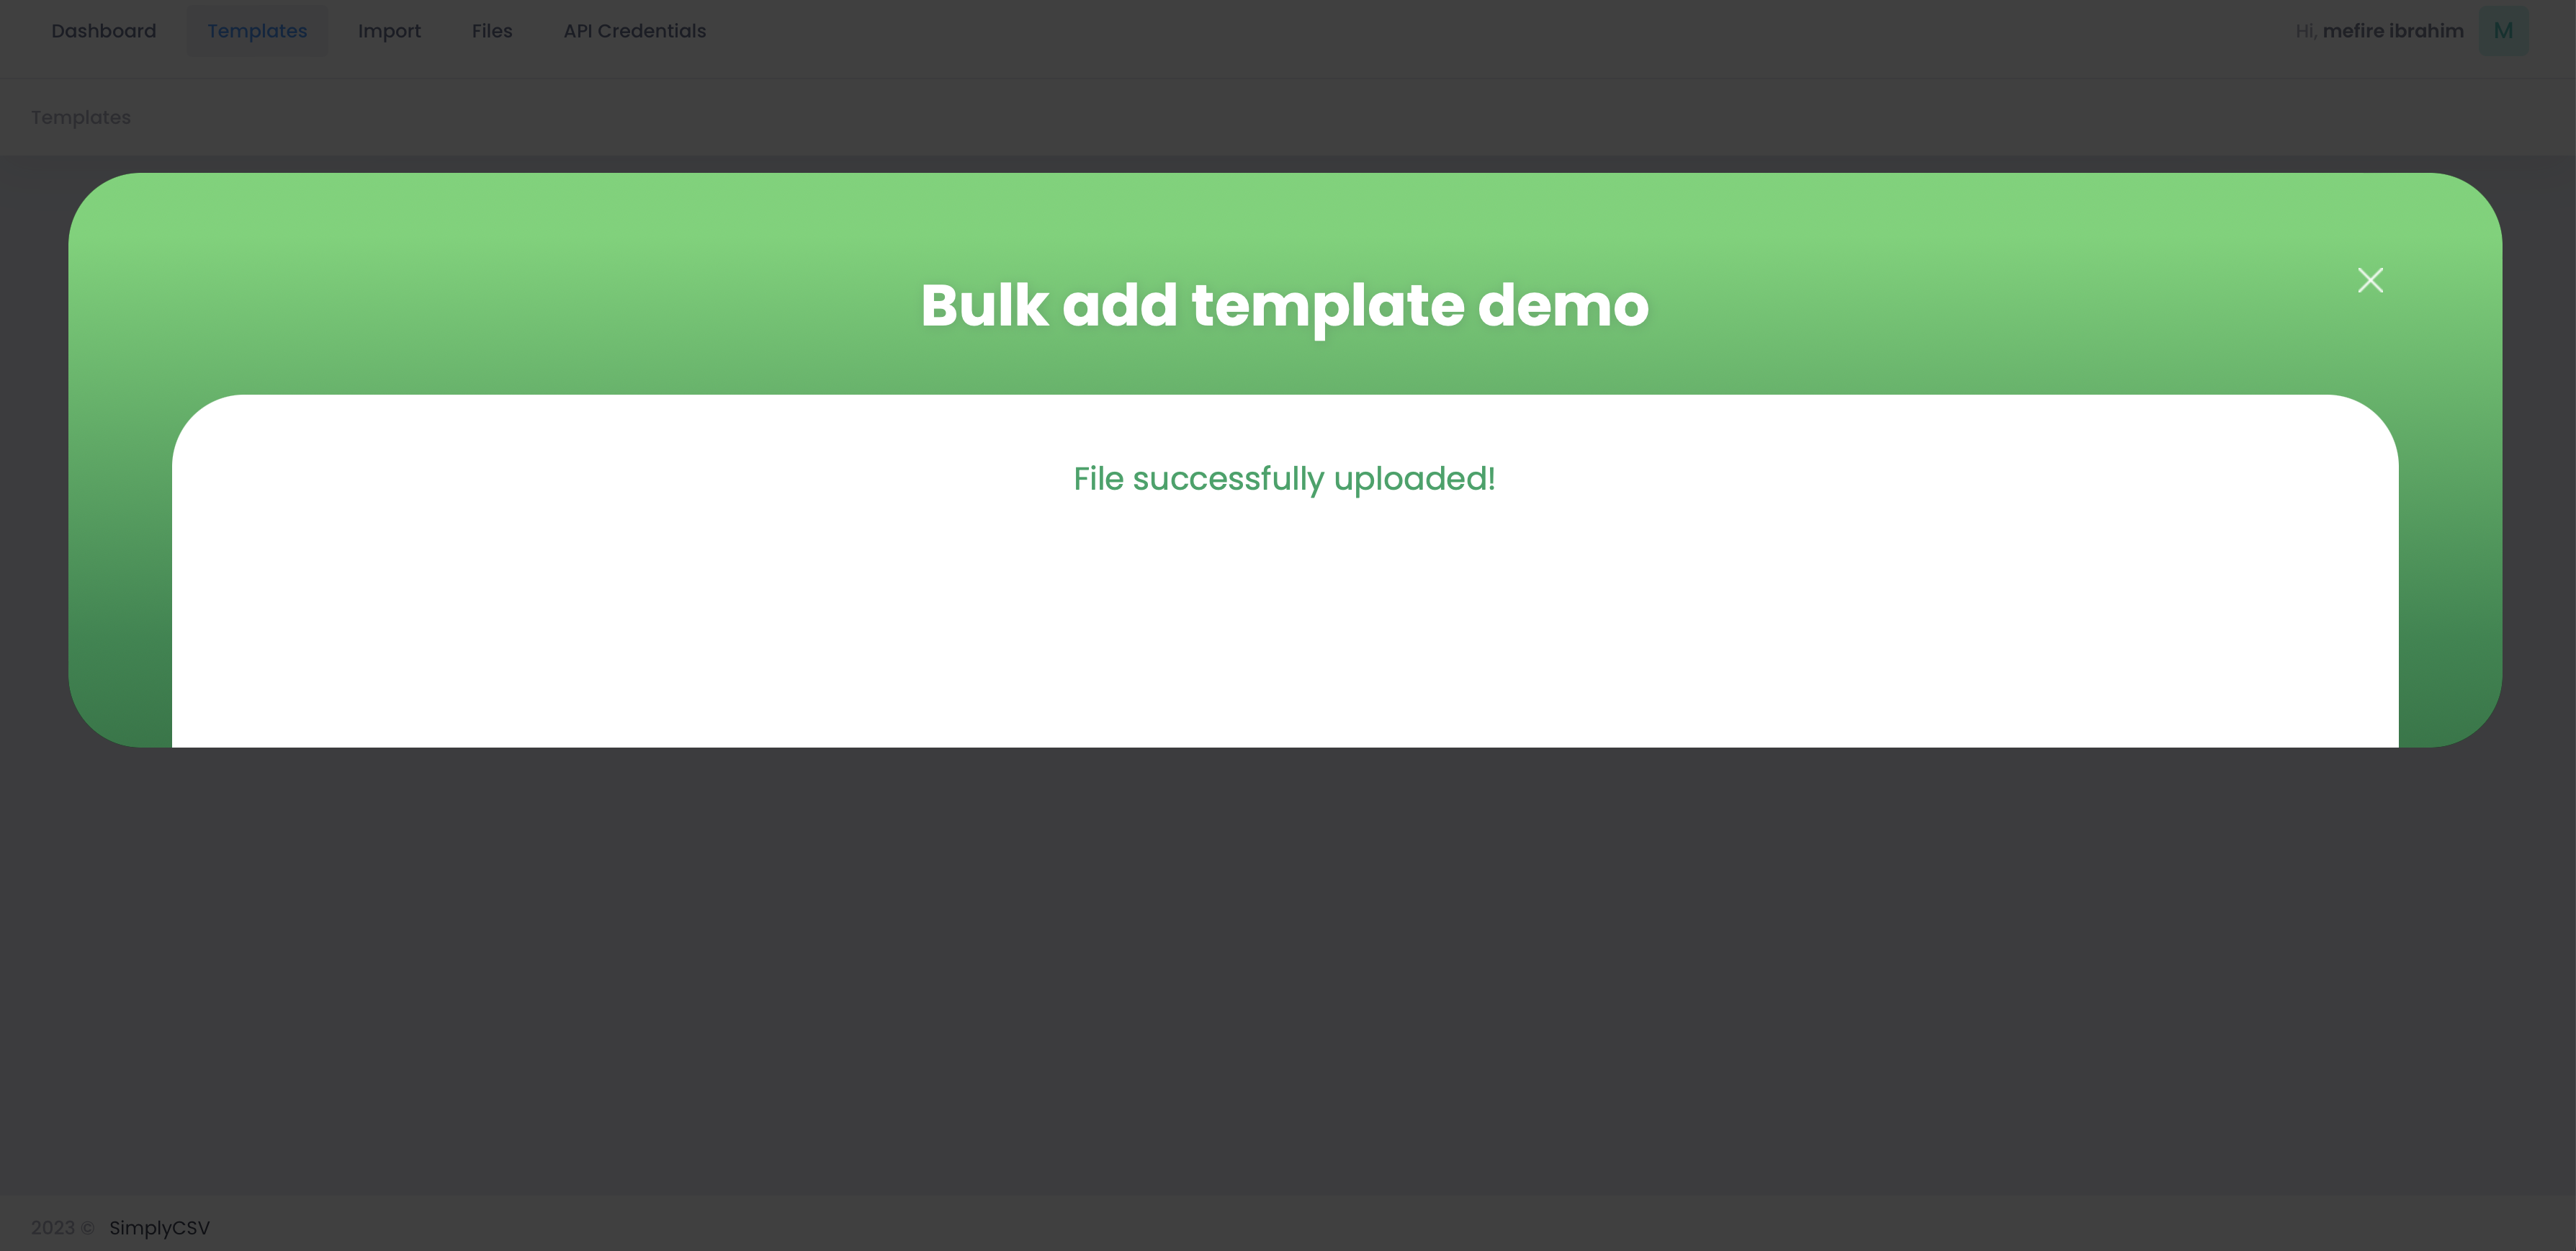 Dashboard Templates Import Files API Credentials Hi, mefire ibrahim M
Templates
Bulk add template demo
File successfully uploaded!
2023 © SimplyCSV